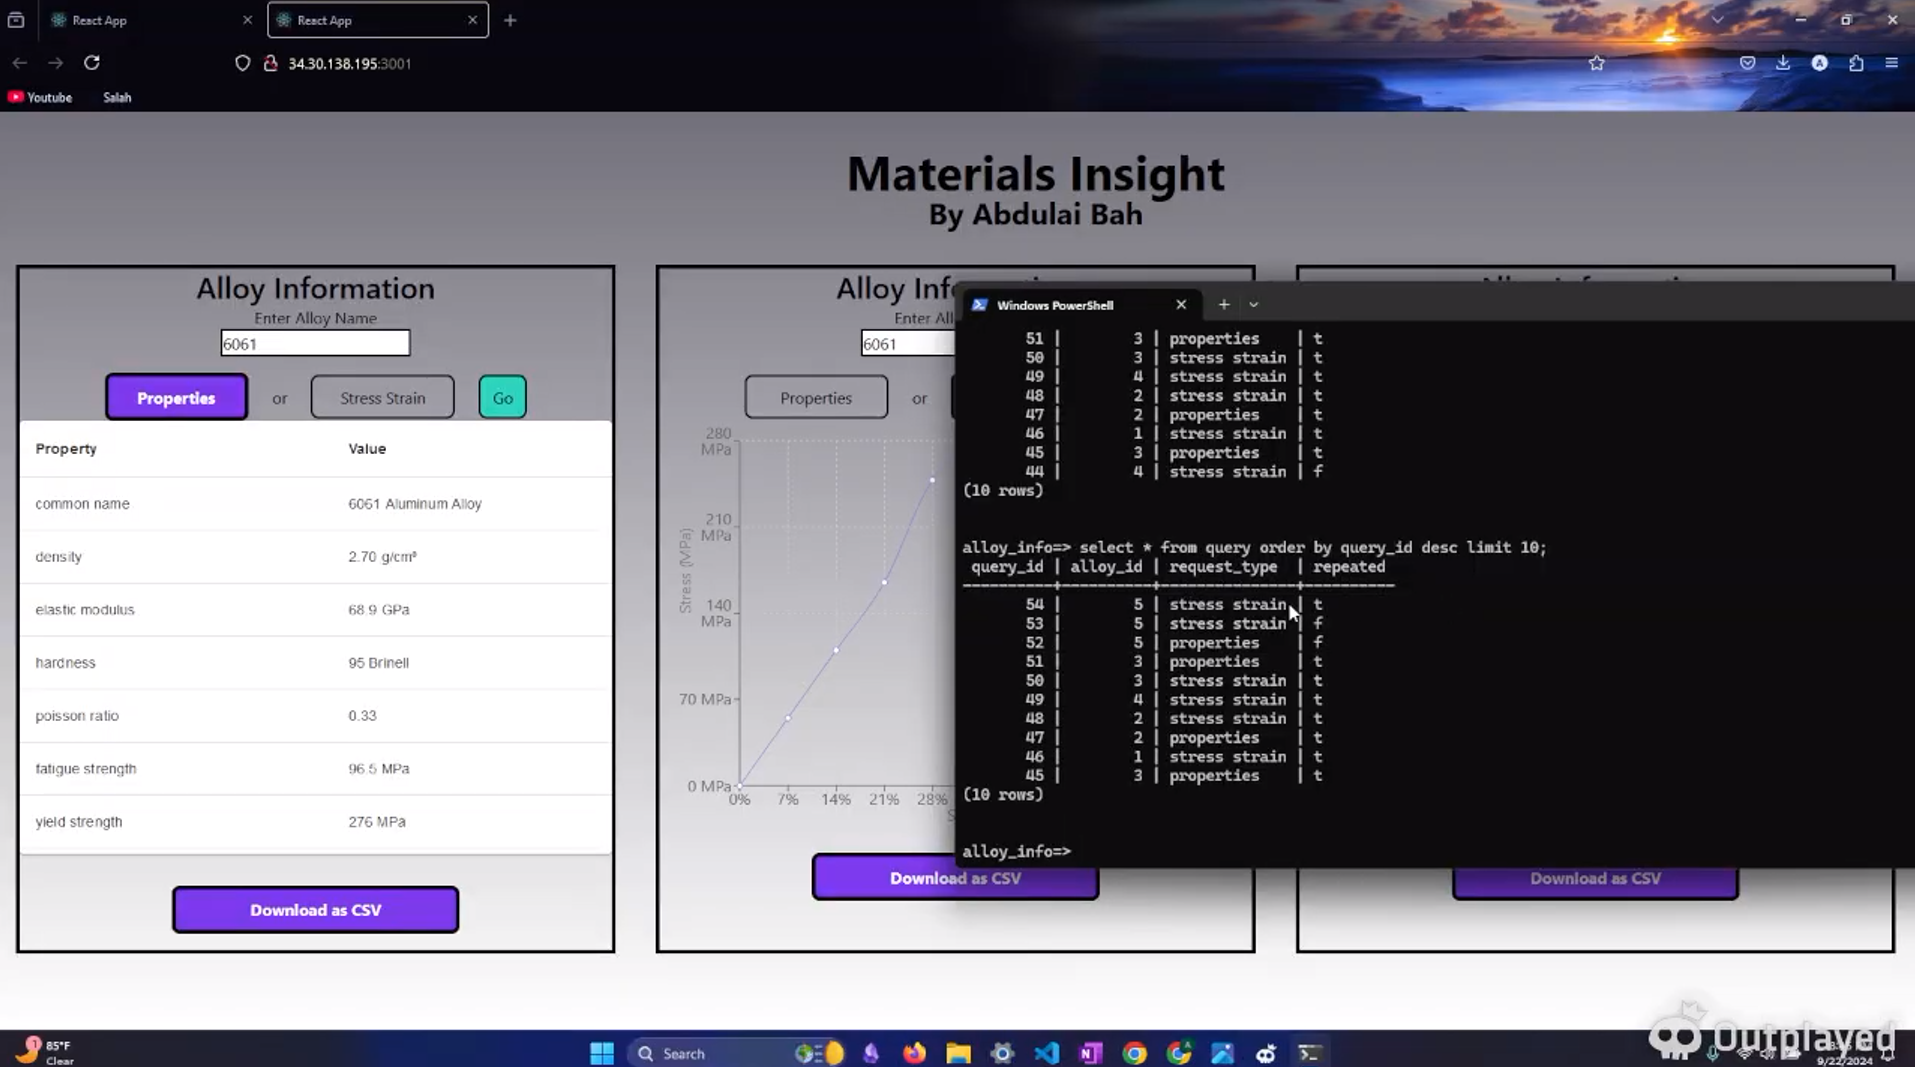 React App
React App
34.30.138.195:3001
Youtube
Salah
Materials Insight
By Abdulai Bah
Alloy Information
Enter Alloy Name
6061
Properties or Stress Strain Go
Property Value
common name 6061 Aluminum Alloy
density 2.70 g/cm³
elastic modulus 68.9 GPa
hardness 95 Brinell
poisson ratio 0.33
fatigue strength 96.5 MPa
yield strength 276 MPa
Download as CSV
Alloy Inf
Enter All
6061
Properties or
280 MPa
210 MPa
140 MPa
70 MPa
0 MPa
Stress (MPa)
0% 7% 14% 21% 28%
S
Download as CSV
Windows PowerShell
51 | 3 | properties | t
50 | 3 | stress strain | t
49 | 4 | stress strain | t
48 | 2 | stress strain | t
47 | 2 | properties | t
46 | 1 | stress strain | t
45 | 3 | properties | t
44 | 4 | stress strain | f
(10 rows)
alloy_info=> select * from query order by query_id desc limit 10;
query_id | alloy_id | request_type | repeated
54 | 5 | stress strain | t
53 | 5 | stress strain | f
52 | 5 | properties | f
51 | 3 | properties | t
50 | 3 | stress strain | t
49 | 4 | stress strain | t
48 | 2 | stress strain | t
47 | 2 | properties | t
46 | 1 | stress strain | t
45 | 3 | properties | t
(10 rows)
alloy_info=>
Download as CSV
85°F
Clear
Search
Outplayed
9/22/2024